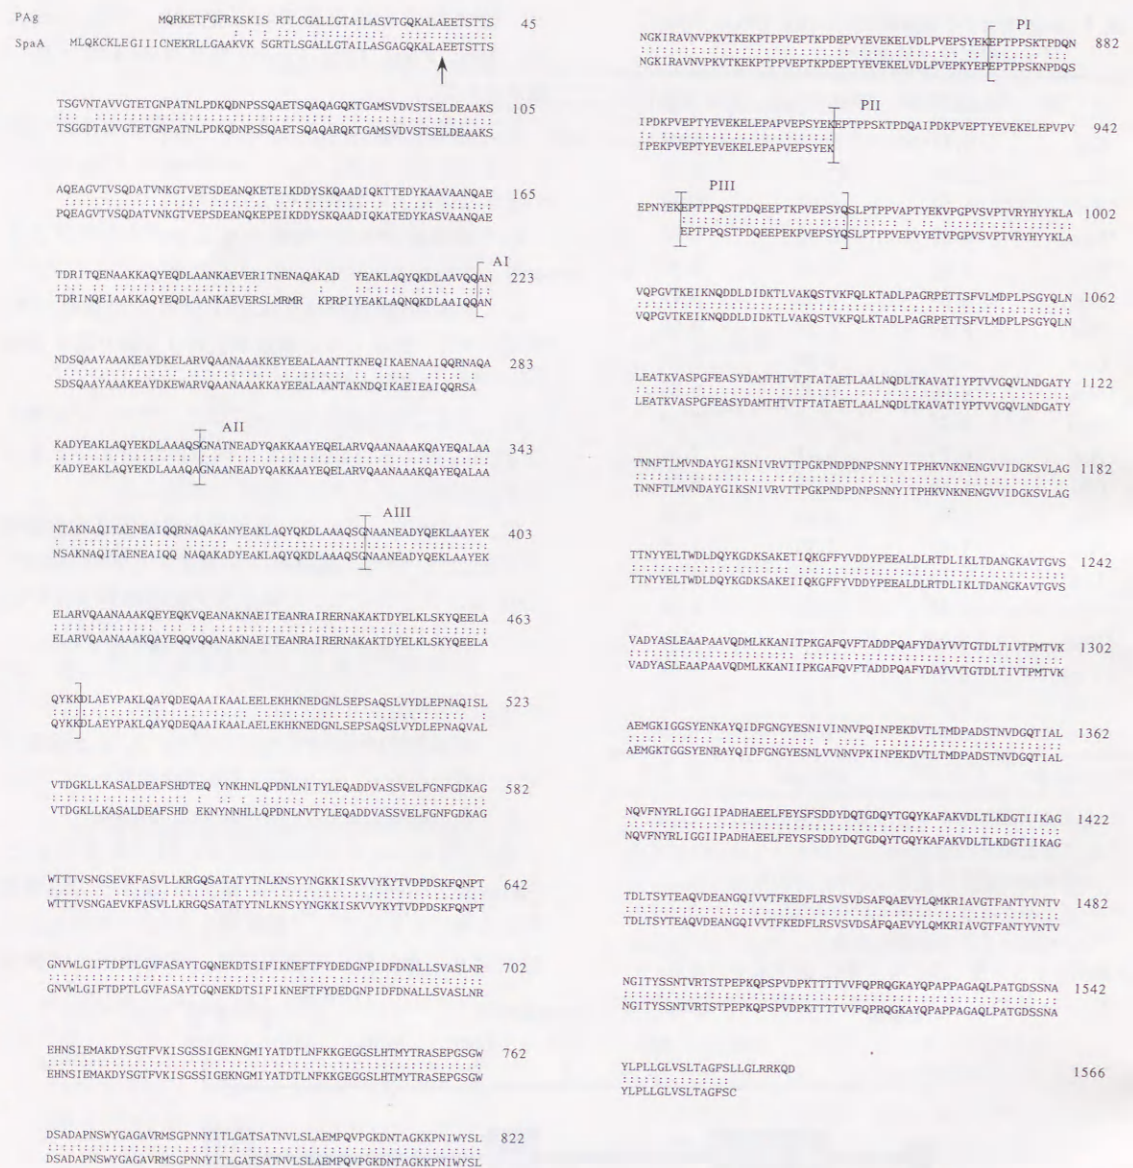 PAg MQRKETFGFRKSKIS RTLCGALLGTAILASVTGQKALAEETSTTS 45
SpaA MLQKCKLEGIIICNEKRLLGAAKVK SGRTLSGALLGTAILASGAGQKALAEETSTTS
TSGVNTAVVGTETGNPATNLPDKQDNPSSQAETSQAQAGQKTGAMSVDVSTSELDEAAKS 105
TSGGDTAVVGTETGNPATNLPDKQDNPSSQAETSQAQARQKTGAMSVDVSTSELDEAAKS
AQEAGVTVSQDATVNKGTVETSDEANQKETEIKDDYSKQAADIQKTTEDYKAAVAANQAE 165
PQEAGVTVSQDATVNKGTVEPSDEANQKEPEIKDDYSKQAADIQKATEDYKASVAANQAE
AI
TDRITQENAAKKAQYEQDLAANKAEVERITNENAQAKAD YEAKLAQYQKDLAAVQQAN 223
TDRINQEIAAKKAQYEQDLAANKAEVERSLMRMR KPRPIYEAKLAQNQKDLAAIQQAN
NDSQAAYAAAKEAYDKELARVQAANAAAKKEYEEALAANTTKNEQIKAENAAIQQRNAQA 283
SDSQAAYAAAKEAYDKEWARVQAANAAAKKAYEEALAANTAKNDQIKAEIEAIQQRSA
AII
KADYEAKLAQYEKDLAAAQSGNATNEADYQAKKAAYEQELARVQAANAAAKQAYEQALAA 343
KADYEAKLAQYEKDLAAAQAGNAANEADYQAKKAAYEQELARVQAANAAAKQAYEQALAA
AIII
NTAKNAQITAENEAIQQRNAQAKANYEAKLAQYQKDLAAAQSGNAANEADYQEKLAAYEK 403
NSAKNAQITAENEAIQQ NAQAKADYEAKLAQYQKDLAAAQSGNAANEADYQEKLAAYEK
ELARVQAANAAAKQEYEQKVQEANAKNAEITEANRAIRERNAKAKTDYELKLSKYQEELA 463
ELARVQAANAAAKQAYEQQVQQANAKNAEITEANRAIRERNAKAKTDYELKLSKYQEELA
QYKKDLAEYPAKLQAYQDEQAAIKAALEELEKHKNEDGNLSEPSAQSLVYDLEPNAQISL 523
QYKKDLAEYPAKLQAYQDEQAAIKAALAELEKHKNEDGNLSEPSAQSLVYDLEPNAQVAL
VTDGKLLKASALDEAFSHDTEQ YNKHNLQPDNLNITYLEQADDVASSVELFGNFGDKAG 582
VTDGKLLKASALDEAFSHD EKNYNNHLLQPDNLNVTYLEQADDVASSVELFGNFGDKAG
WTTTVSNGSEVKFASVLLKRGQSATATYTNLKNSYYNGKKISKVVYKYTVDPDSKFQNPT 642
WTTTVSNGAEVKFASVLLKRGQSATATYTNLKNSYYNGKKISKVVYKYTVDPDSKFQNPT
GNVWLGIFTDPTLGVFASAYTGQNEKDTSIFIKNEFTFYDEDGNPIDFDNALLSVASLNR 702
GNVWLGIFTDPTLGVFASAYTGQNEKDTSIFIKNEFTFYDEDGNPIDFDNALLSVASLNR
EHNSIEMAKDYSGTFVKISGSSIGEKNGMIYATDTLNFKKGEGGSLHTMYTRASEPGSGW 762
EHNSIEMAKDYSGTFVKISGSSIGEKNGMIYATDTLNFKKGEGGSLHTMYTRASEPGSGW
DSADAPNSWYGAGAVRMSGPNNYITLGATSATNVLSLAEMPQVPGKDNTAGKKPNIWYSL 822
DSADAPNSWYGAGAVRMSGPNNYITLGATSATNVLSLAEMPQVPGKDNTAGKKPNIWYSL
PI
NGKIRAVNVPKVTKEKPTPPVEPTKPDEPVYEVEKELVDLPVEPSYEKEPTPPSKTPDQN 882
NGKIRAVNVPKVTKEKPTPPVEPTKPDEPTYEVEKELVDLPVEPKYEPEPTPPSKNPDQS
PII
IPDKPVEPTYEVEKELEPAPVEPSYEKEPTPPSKTPDQAIPDKPVEPTYEVEKELEPVPV 942
IPEKPVEPTYEVEKELEPAPVEPSYEK
PIII
EPNYEKEPTPPQSTPDQEEPTKPVEPSYQSLPTPPVAPTYEKVPGPVSVPTVRYHYYKLA 1002
EPTPPQSTPDQEEPEKPVEPSYQSLPTPPVEPVYETVPGPVSVPTVRYHYYKLA
VQPGVTKEIKNQDDLDIDKTLVAKQSTVKFQLKTADLPAGRPETTSFVLMDPLPSGYQLN 1062
VQPGVTKEIKNQDDLDIDKTLVAKQSTVKFQLKTADLPAGRPETTSFVLMDPLPSGYQLN
LEATKVASPGFEASYDAMTHTVTFTATAETLAALNQDLTKAVATIYPTVVGQVLNDGATY 1122
LEATKVASPGFEASYDAMTHTVTFTATAETLAALNQDLTKAVATIYPTVVGQVLNDGATY
TNNFTLMVNDAYGIKSNIVRVTTPGKPNDPDNPSNNYITPHKVNKNENGVVIDGKSVLAG 1182
TNNFTLMVNDAYGIKSNIVRVTTPGKPNDPDNPSNNYITPHKVNKNENGVVIDGKSVLAG
TTNYYELTWDLDQYKGDKSAKETIQKGFFYVDDYPEEALDLRTDLIKLTDANGKAVTGVS 1242
TTNYYELTWDLDQYKGDKSAKEIIQKGFFYVDDYPEEALDLRTDLIKLTDANGKAVTGVS
VADYASLEAAPAAVQDMLKKANITPKGAFQVFTADDPQAFYDAYVVTGTDLTIVTPMTVK 1302
VADYASLEAAPAAVQDMLKKANIIPKGAFQVFTADDPQAFYDAYVVTGTDLTIVTPMTVK
AEMGKIGGSYENKAYQIDFGNGYESNIVINNVPQINPEKDVTLTMDPADSTNVDGQTIAL 1362
AEMGKTGGSYENRAYQIDFGNGYESNLVVNNVPKINPEKDVTLTMDPADSTNVDGQTIAL
NQVFNYRLIGGIIPADHAEELFEYSFSDDYDQTGDQYTGQYKAFAKVDLTLKDGTIIKAG 1422
NQVFNYRLIGGIIPADHAEELFEYSFSDDYDQTGDQYTGQYKAFAKVDLTLKDGTIIKAG
TDLTSYTEAQVDEANGQIVVTFKEDFLRSVSVDSAFQAEVYLQMKRIAVGTFANTYVNTV 1482
TDLTSYTEAQVDEANGQIVVTFKEDFLRSVSVDSAFQAEVYLQMKRIAVGTFANTYVNTV
NGITYSSNTVRTSTPEPKQPSPVDPKTTTTVVFQPRQGKAYQPAPPAGAQLPATGDSSNA 1542
NGITYSSNTVRTSTPEPKQPSPVDPKTTTTVVFQPRQGKAYQPAPPAGAQLPATGDSSNA
YLPLLGLVSLTAGFSLLGLRRKQD 1566
YLPLLGLVSLTAGFSC